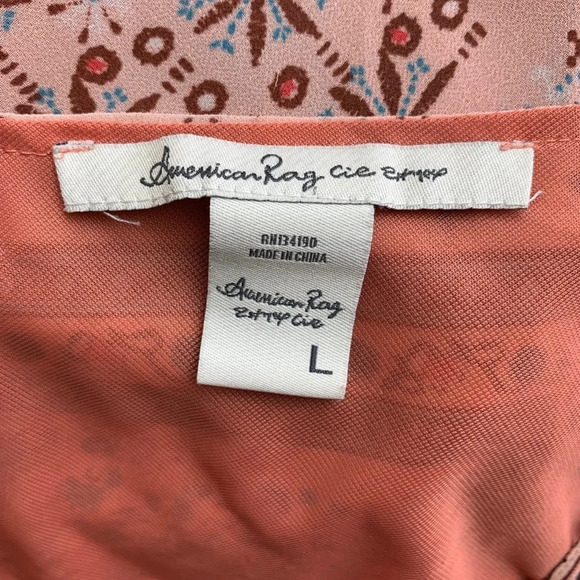 American Rag Cie
RN134190
MADE IN CHINA
American Rag
Cie
L